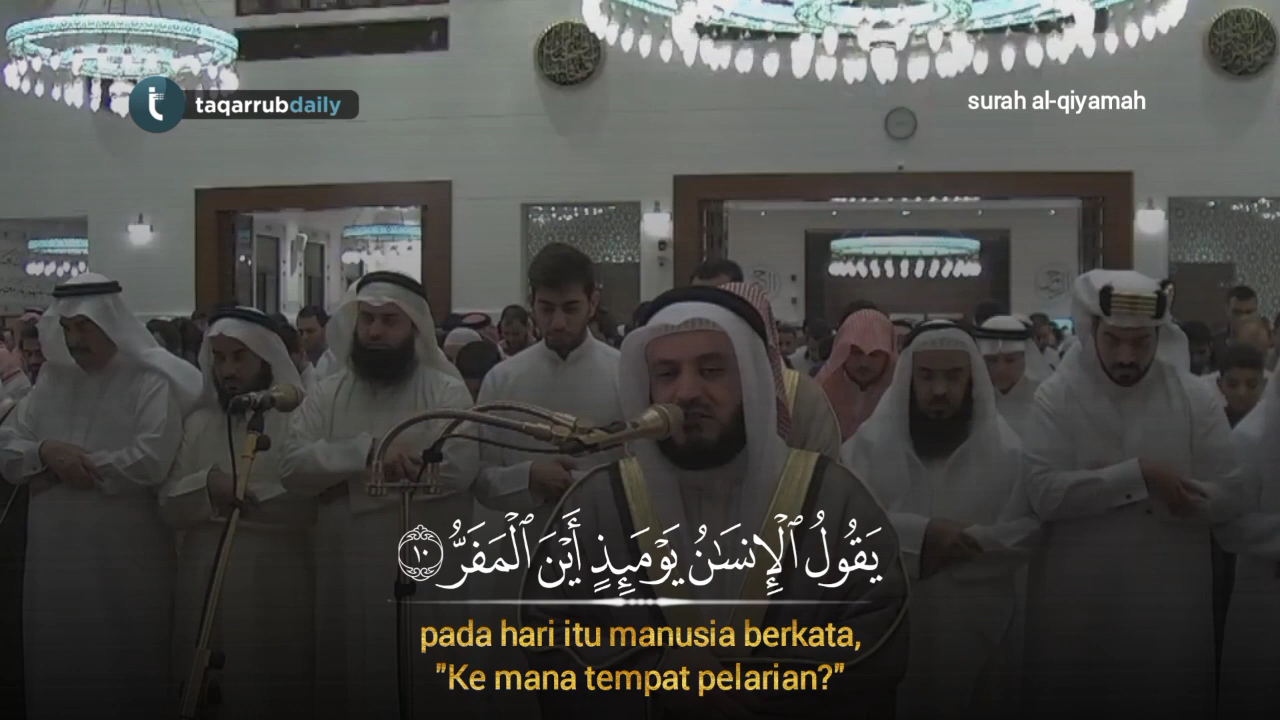 taqarrubdaily
surah al-qiyamah
يَقُولُ ٱلْإِنسَـٰنُ يَوْمَئِذٍ أَيْنَ ٱلْمَفَرُّ ١٠
pada hari itu manusia berkata,
"Ke mana tempat pelarian?"